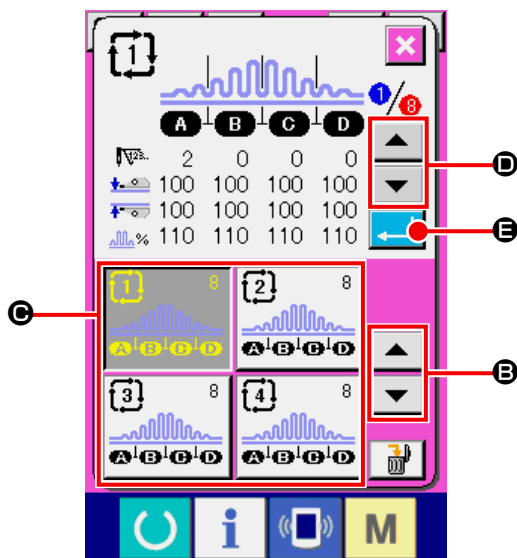 1
1/8
A B C D
123.. 2 0 0 0
100 100 100 100
100 100 100 100
% 110 110 110 110
D
E
C
B
1 8 2 8
A B C D A B C D
3 8 4 8
A B C D A B C D
i M